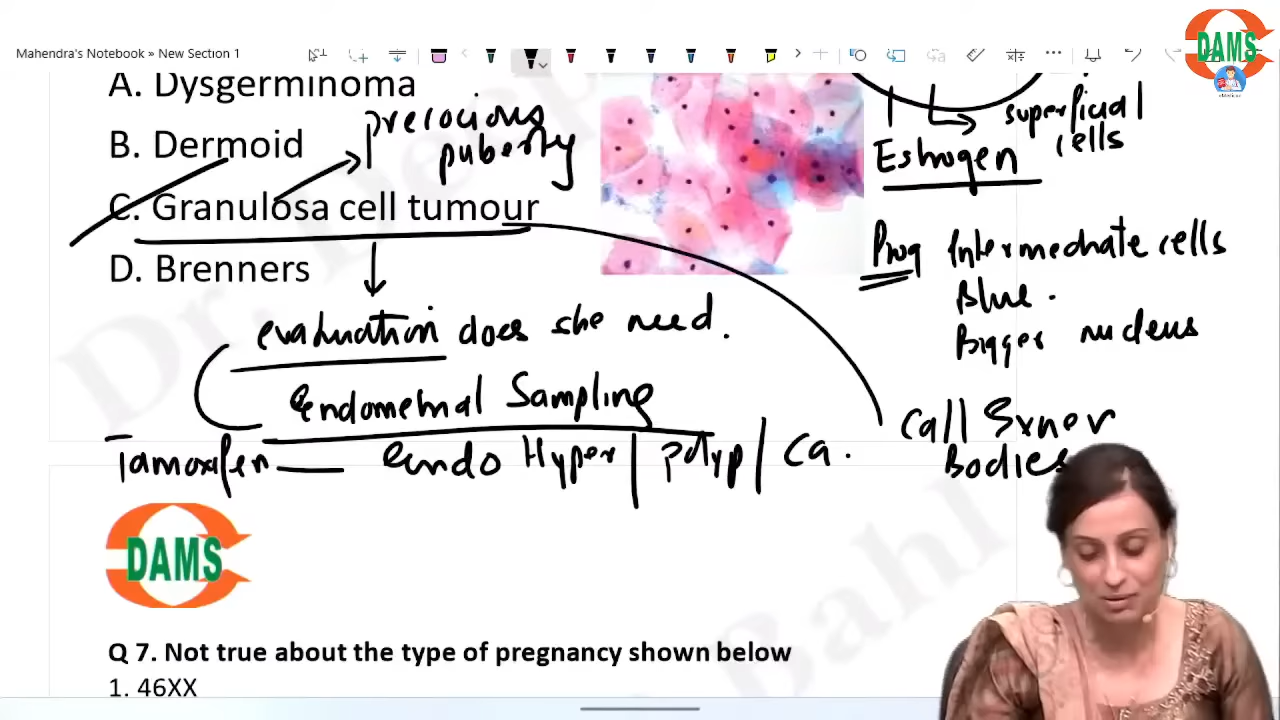 Mahendra's Notebook » New Section 1
DAMS
A. Dysgerminoma
B. Dermoid
C. Granulosa cell tumour
D. Brenners
precocious
puberty
superficial
cells
Estrogen
Prog Intermediate cells
Blue.
Bigger nucleus
evaluation does she need.
Endometrial Sampling
Tamoxifen — Endo Hyper | Polyp | Ca.
Call Exner
Bodies
DAMS
Q 7. Not true about the type of pregnancy shown below
1. 46XX